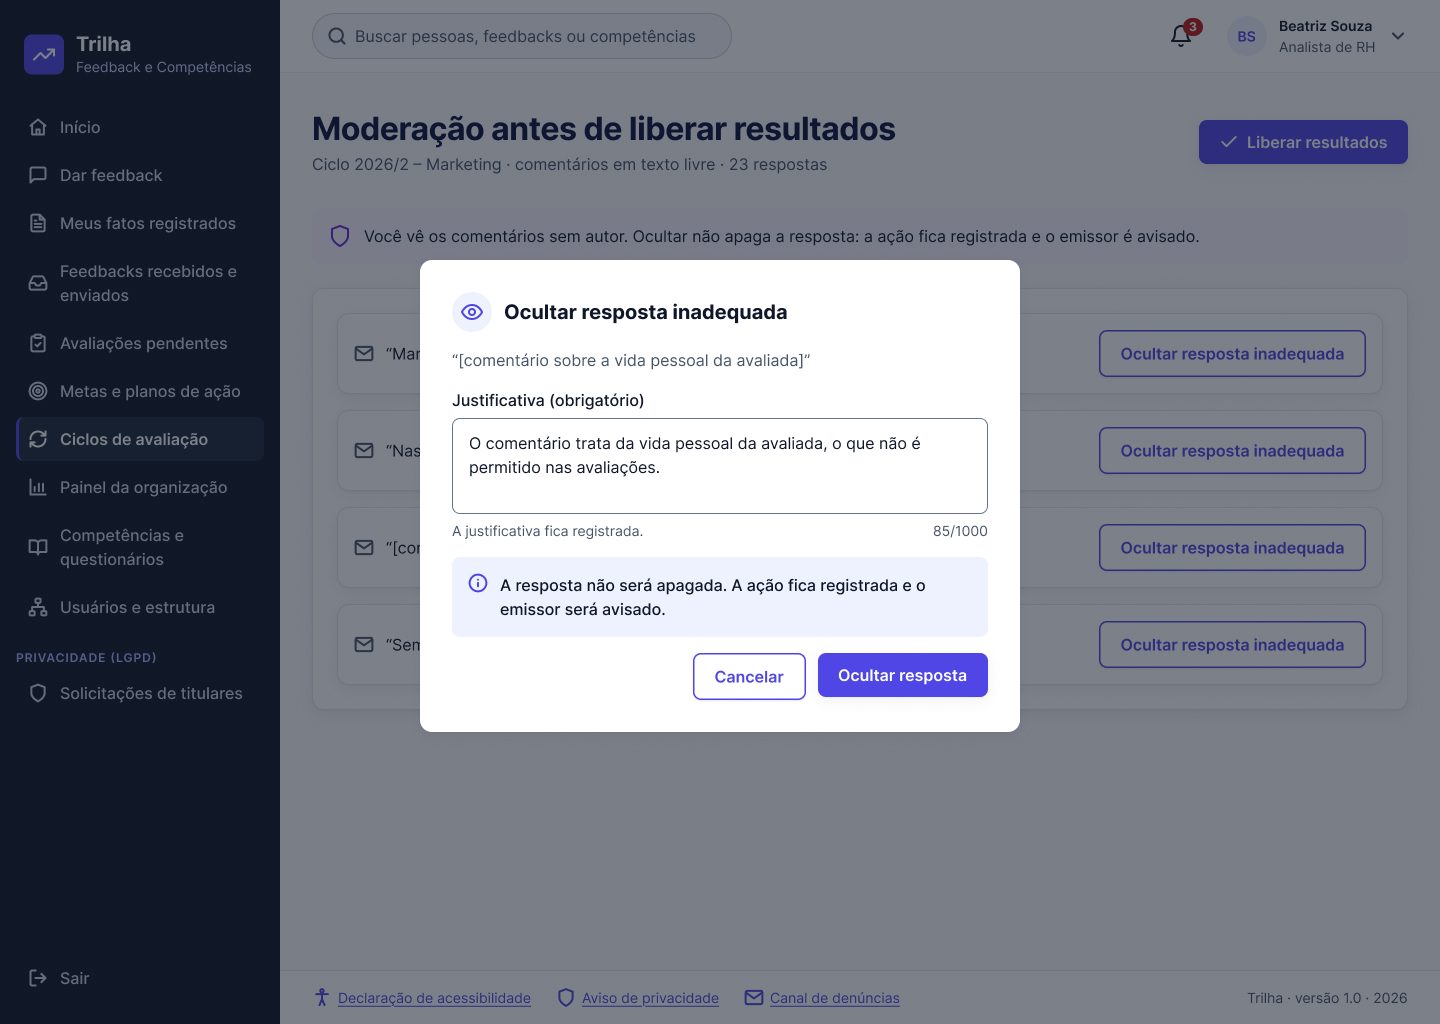 Trilha
Feedback e Competências
Início
Dar feedback
Meus fatos registrados
Feedbacks recebidos e
enviados
Avaliações pendentes
Metas e planos de ação
Ciclos de avaliação
Painel da organização
Competências e
questionários
Usuários e estrutura
PRIVACIDADE (LGPD)
Solicitações de titulares
Sair
Buscar pessoas, feedbacks ou competências
3
BS
Beatriz Souza
Analista de RH
Moderação antes de liberar resultados
Ciclo 2026/2 – Marketing · comentários em texto livre · 23 respostas
Liberar resultados
Você vê os comentários sem autor. Ocultar não apaga a resposta: a ação fica registrada e o emissor é avisado.
“Mar
Ocultar resposta inadequada
“Nas
Ocultar resposta inadequada
“[cor
Ocultar resposta inadequada
“Sem
Ocultar resposta inadequada
Ocultar resposta inadequada
“[comentário sobre a vida pessoal da avaliada]”
Justificativa (obrigatório)
O comentário trata da vida pessoal da avaliada, o que não é
permitido nas avaliações.
A justificativa fica registrada.
85/1000
A resposta não será apagada. A ação fica registrada e o
emissor será avisado.
Cancelar
Ocultar resposta
Declaração de acessibilidade
Aviso de privacidade
Canal de denúncias
Trilha · versão 1.0 · 2026